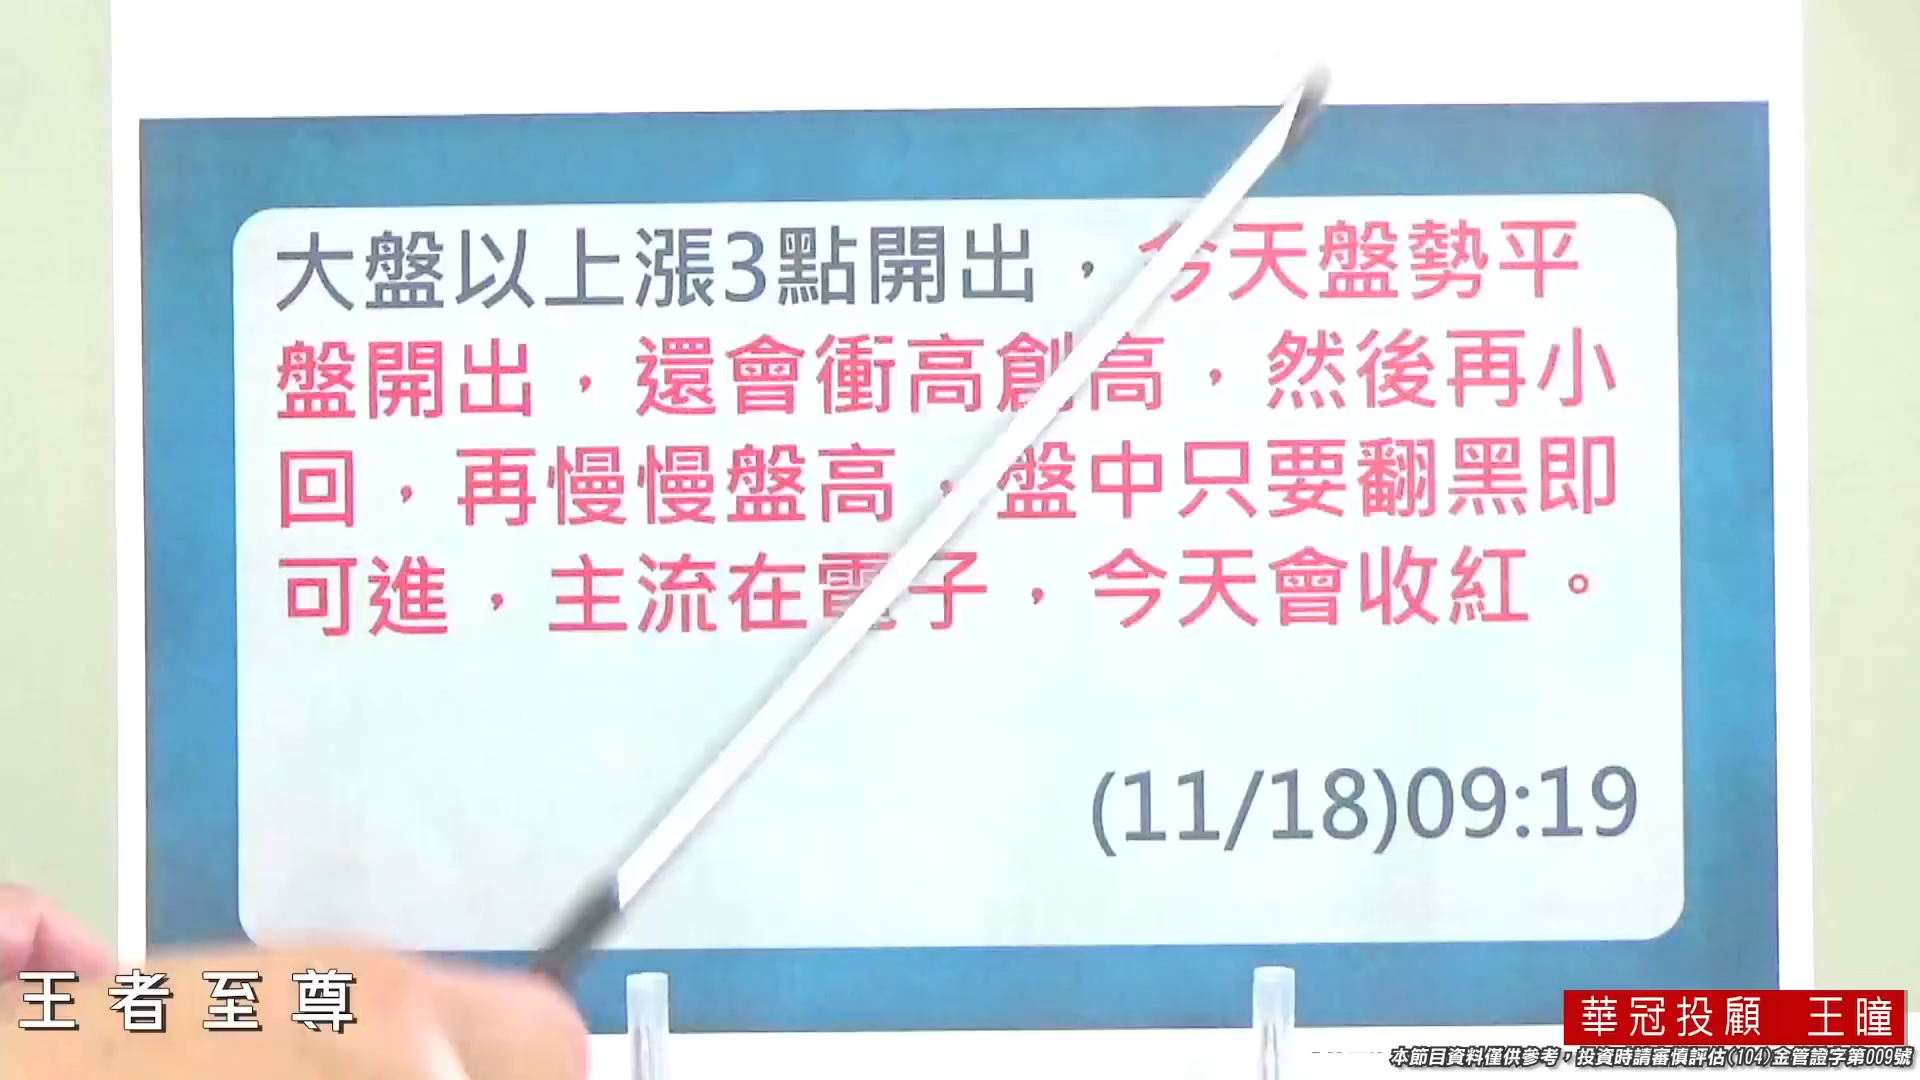 大盤以上漲3點開出，今天盤勢平
盤開出，還會衝高創高，然後再小
回，再慢慢盤高，盤中只要翻黑即
可進，主流在電子，今天會收紅。
(11/18)09:19
王者至尊
華冠投顧 王瞳
本節目資料僅供參考，投資時請審慎評估(104)金管證字第009號